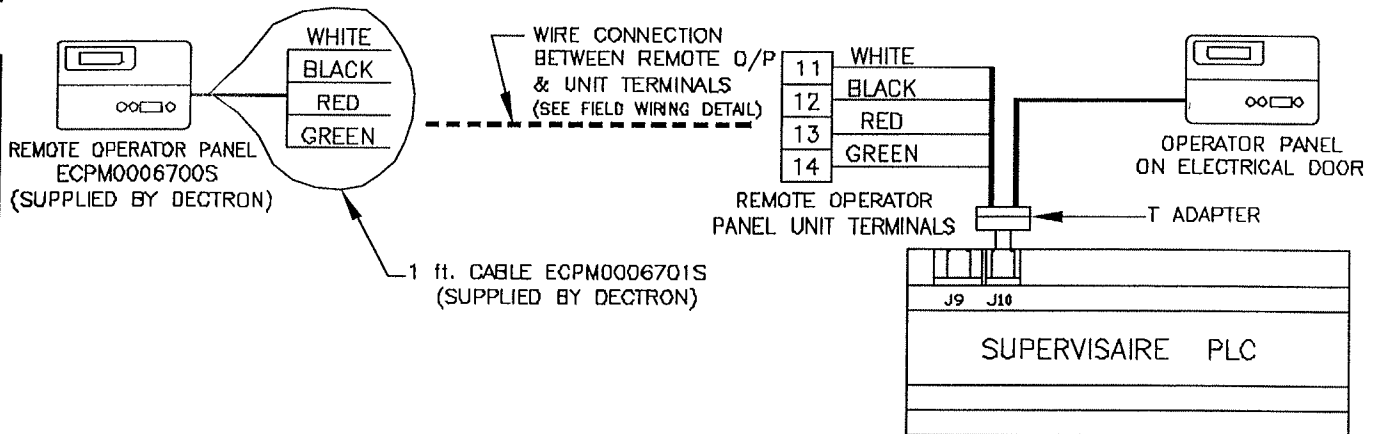 WHITE
BLACK
RED
GREEN
REMOTE OPERATOR PANEL
ECPM0006700S
(SUPPLIED BY DECTRON)
1 ft. CABLE ECPM0006701S
(SUPPLIED BY DECTRON)
WIRE CONNECTION
BETWEEN REMOTE O/P
& UNIT TERMINALS
(SEE FIELD WIRING DETAIL)
11 WHITE
12 BLACK
13 RED
14 GREEN
REMOTE OPERATOR
PANEL UNIT TERMINALS
OPERATOR PANEL
ON ELECTRICAL DOOR
T ADAPTER
J9 J10
SUPERVISAIRE PLC